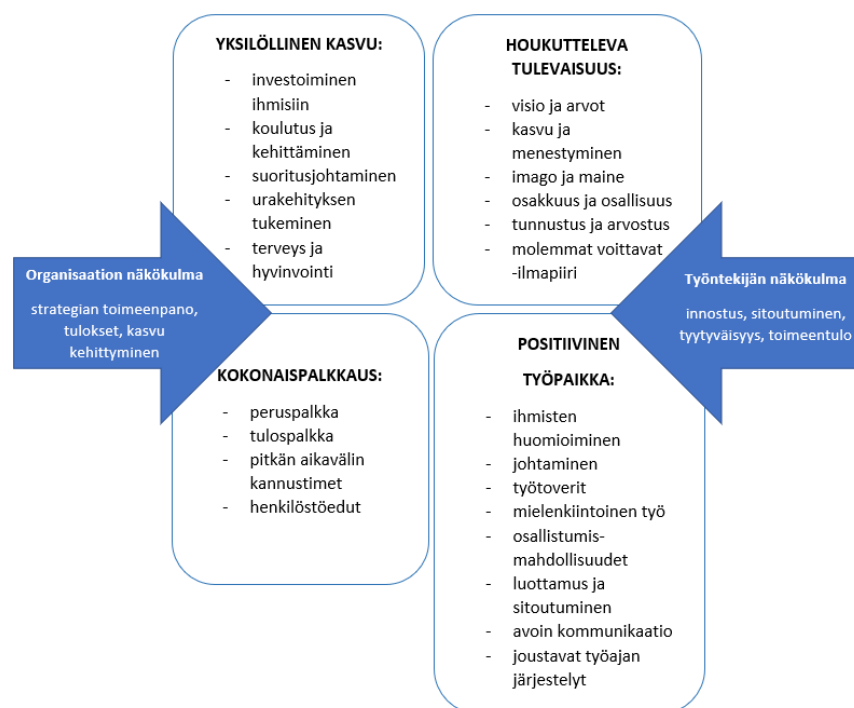 YKSILÖLLINEN KASVU:
- investoiminen
ihmisiin
- koulutus ja
kehittäminen
- suoritusjohtaminen
- urakehityksen
tukeminen
- terveys ja
hyvinvointi
HOUKUTTELEVA
TULEVAISUUS:
- visio ja arvot
- kasvu ja
menestyminen
- imago ja maine
- osakkuus ja osallisuus
- tunnustus ja arvostus
- molemmat voittavat
-ilmapiiri
Organisaation näkökulma
strategian toimeenpano,
tulokset, kasvu
kehittyminen
Työntekijän näkökulma
innostus, sitoutuminen,
tyytyväisyys, toimeentulo
KOKONAISPALKKAUS:
- peruspalkka
- tulospalkka
- pitkän aikavälin
kannustimet
- henkilöstöedut
POSITIIVINEN
TYÖPAIKKA:
- ihmisten
huomioiminen
- johtaminen
- työtoverit
- mielenkiintoinen työ
- osallistumis-
mahdollisuudet
- luottamus ja
sitoutuminen
- avoin kommunikaatio
- joustavat työajan
järjestelyt